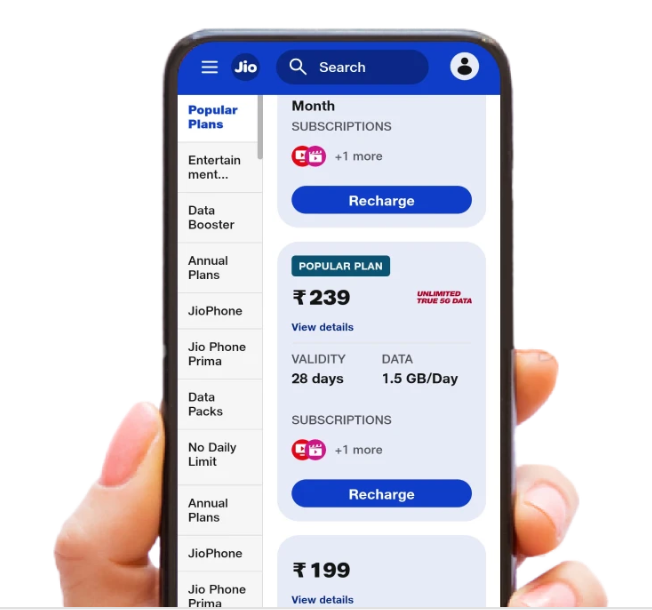 Jio
Search
Popular
Plans
Entertain
ment...
Data
Booster
Annual
Plans
JioPhone
Jio Phone
Prima
Data
Packs
No Daily
Limit
Annual
Plans
JioPhone
Jio Phone
Prima
Month
SUBSCRIPTIONS
+1 more
Recharge
POPULAR PLAN
₹239
UNLIMITED
TRUE 5G DATA
View details
VALIDITY DATA
28 days 1.5 GB/Day
SUBSCRIPTIONS
+1 more
Recharge
₹199
View details